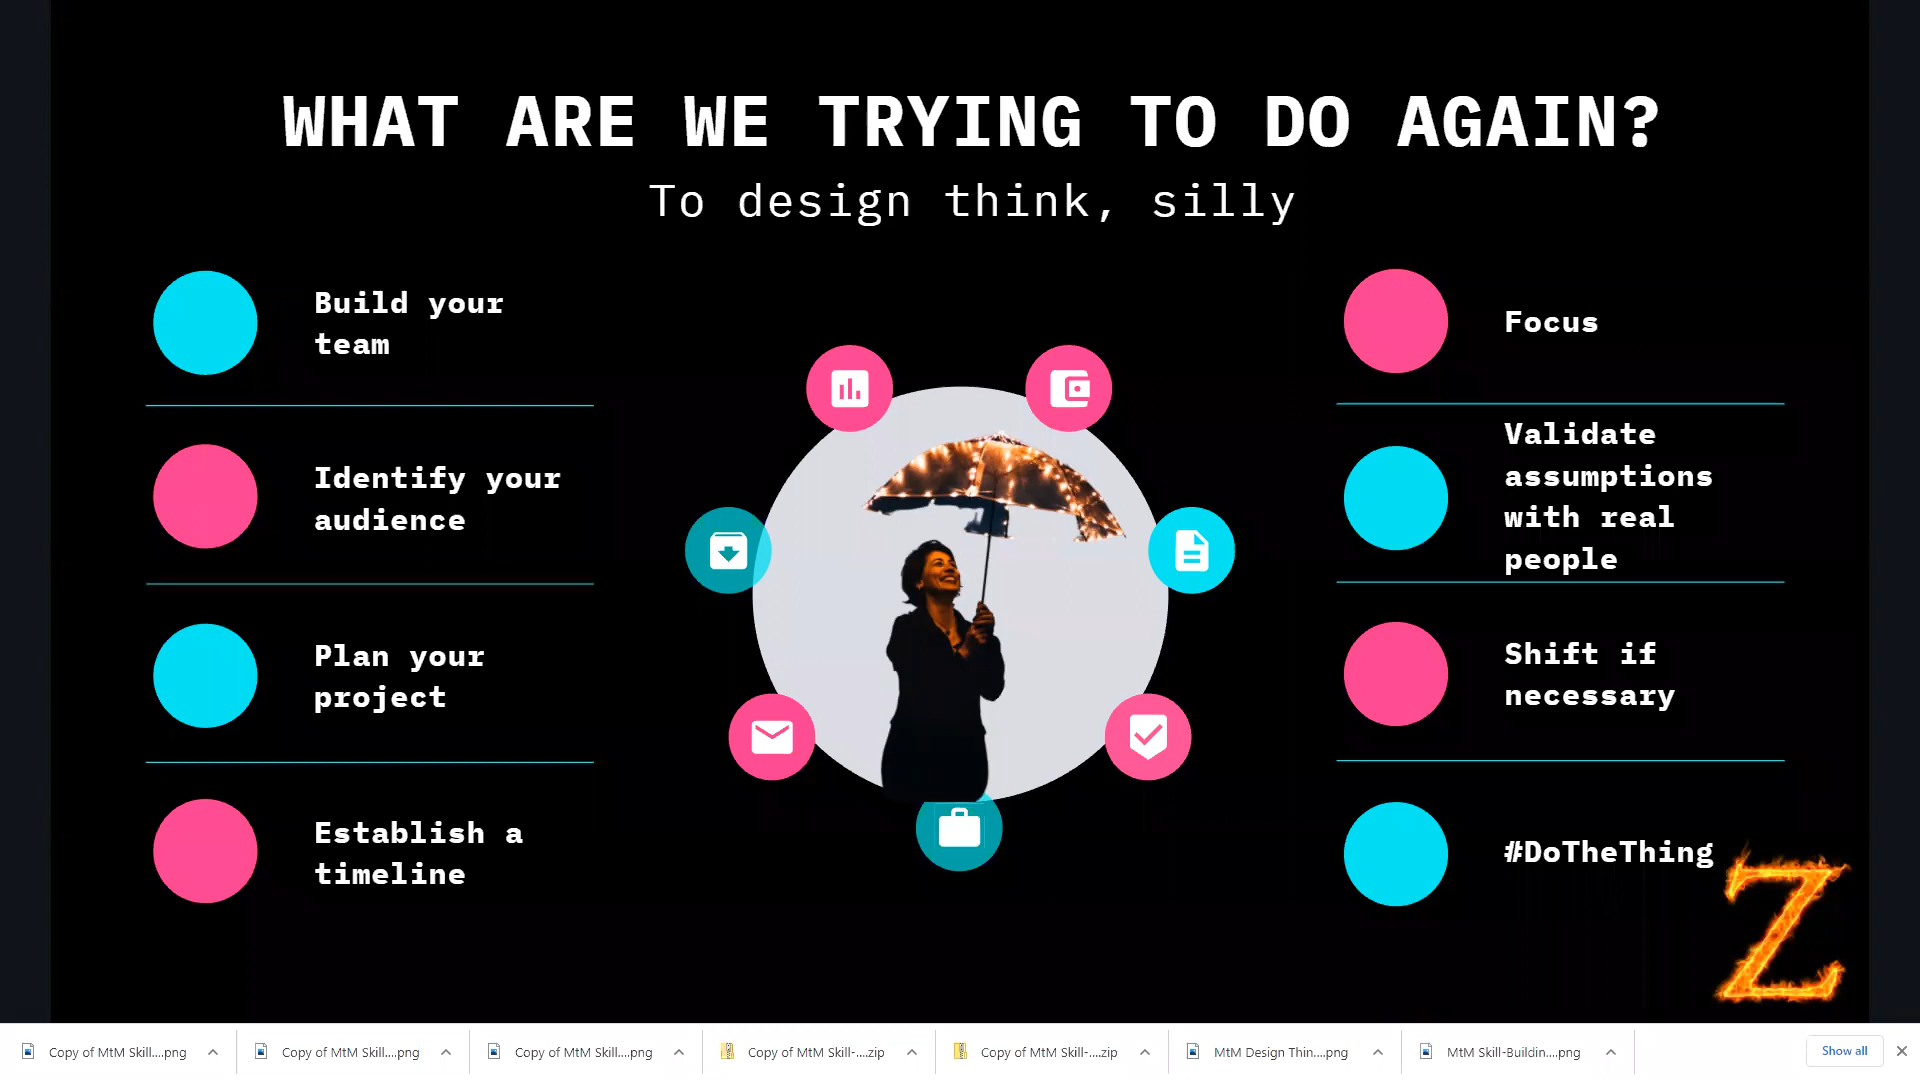 WHAT ARE WE TRYING TO DO AGAIN?
To design think, silly
Build your
team
Identify your
audience
Plan your
project
Establish a
timeline
Focus
Validate
assumptions
with real
people
Shift if
necessary
#DoTheThing
Z
Copy of MtM Skill....png
Copy of MtM Skill....png
Copy of MtM Skill....png
Copy of MtM Skill-....zip
Copy of MtM Skill-....zip
MtM Design Thin....png
MtM Skill-Buildin....png
Show all